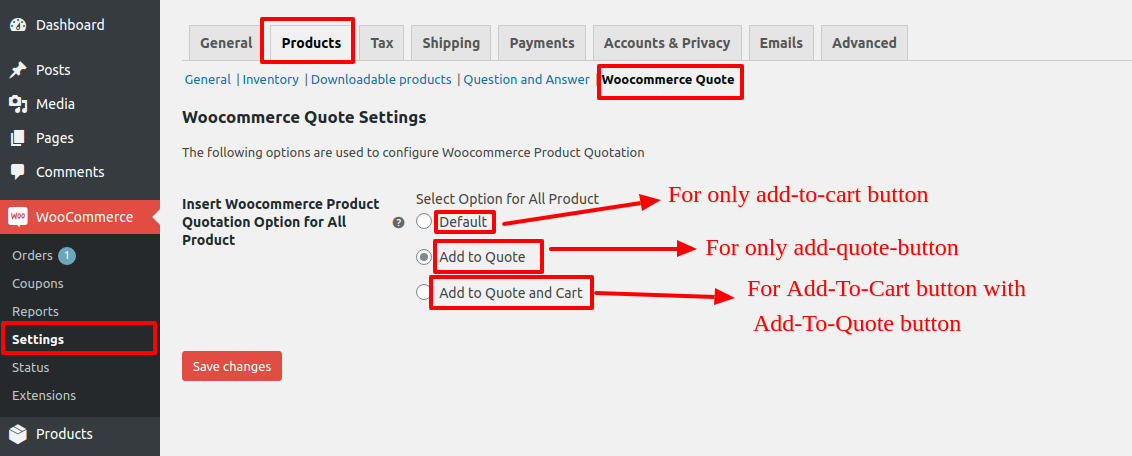 Dashboard
Posts
Media
Pages
Comments
WOO WooCommerce
Orders 1
Coupons
Reports
Settings
Status
Extensions
Products
General Products Tax Shipping Payments Accounts & Privacy Emails Advanced
General | Inventory | Downloadable products | Question and Answer | Woocommerce Quote
Woocommerce Quote Settings
The following options are used to configure Woocommerce Product Quotation
Insert Woocommerce Product
Quotation Option for All
Product
?
Select Option for All Product
Default
Add to Quote
Add to Quote and Cart
For only add-to-cart button
For only add-quote-button
For Add-To-Cart button with
Add-To-Quote button
Save changes